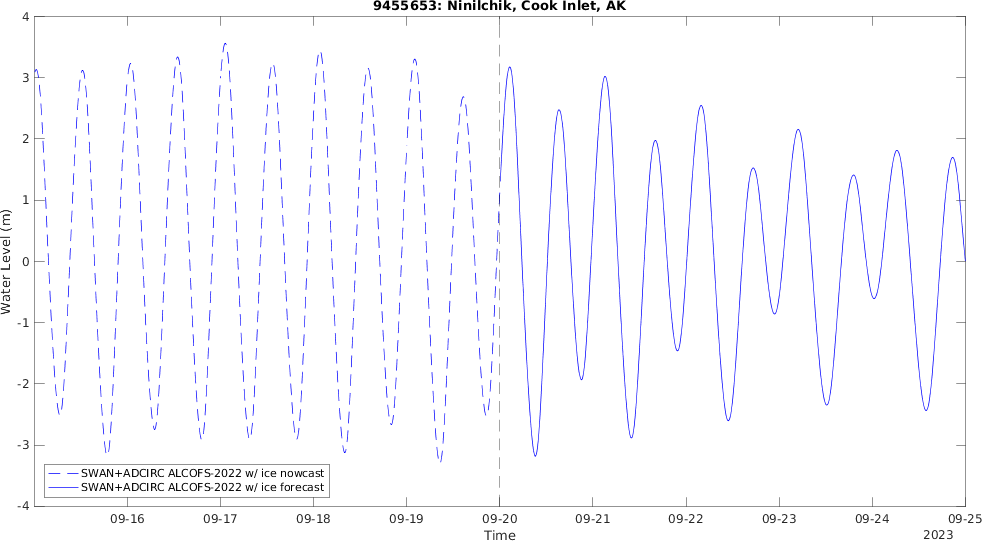 9455653: Ninilchik, Cook Inlet, AK
4
3
2
1
0
-1
-2
-3
-4
Water Level (m)
SWAN+ADCIRC ALCOFS-2022 w/ ice nowcast
SWAN+ADCIRC ALCOFS-2022 w/ ice forecast
09-16 09-17 09-18 09-19 09-20 09-21 09-22 09-23 09-24 09-25
Time
2023